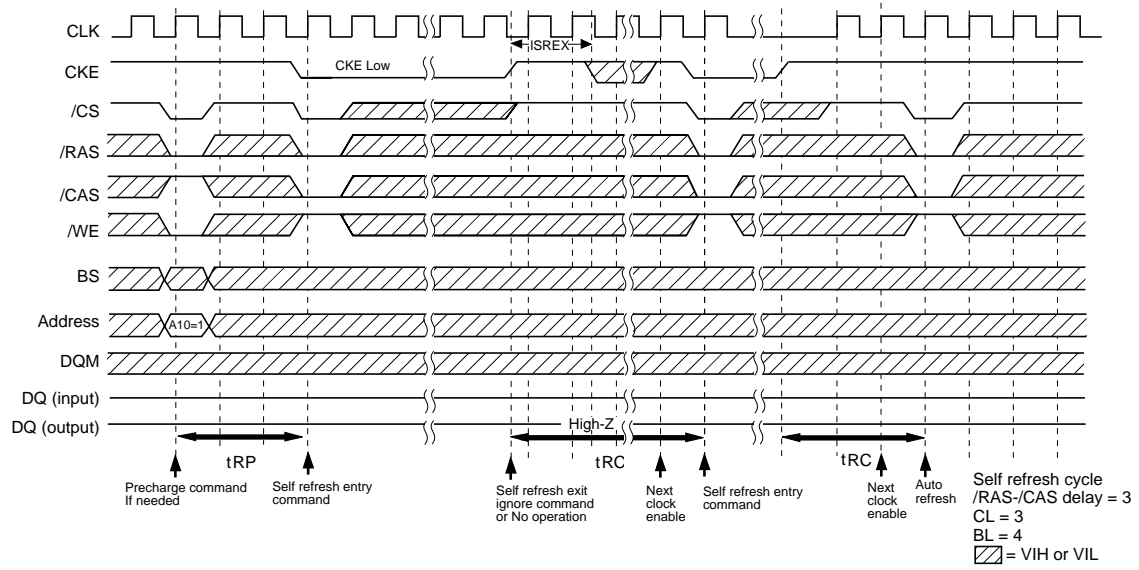 CLK
ISREX
CKE
CKE Low
/CS
/RAS
/CAS
/WE
BS
Address
A10=1
DQM
DQ (input)
DQ (output)
High-Z
tRP
tRC
tRC
Precharge command
If needed
Self refresh entry
command
Self refresh exit
ignore command
or No operation
Next
clock
enable
Self refresh entry
command
Next
clock
enable
Auto
refresh
Self refresh cycle
/RAS-/CAS delay = 3
CL = 3
BL = 4
= VIH or VIL